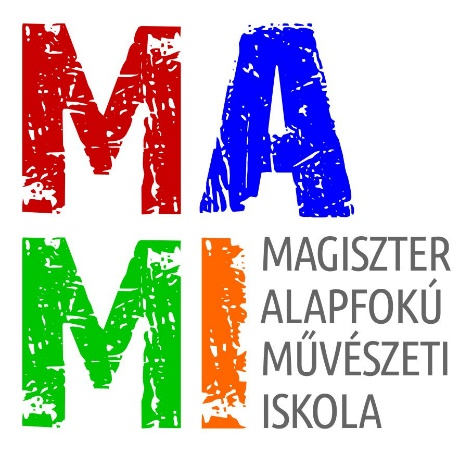 MA
MI
MAGISZTER
ALAPFOKÚ
MŰVÉSZETI
ISKOLA